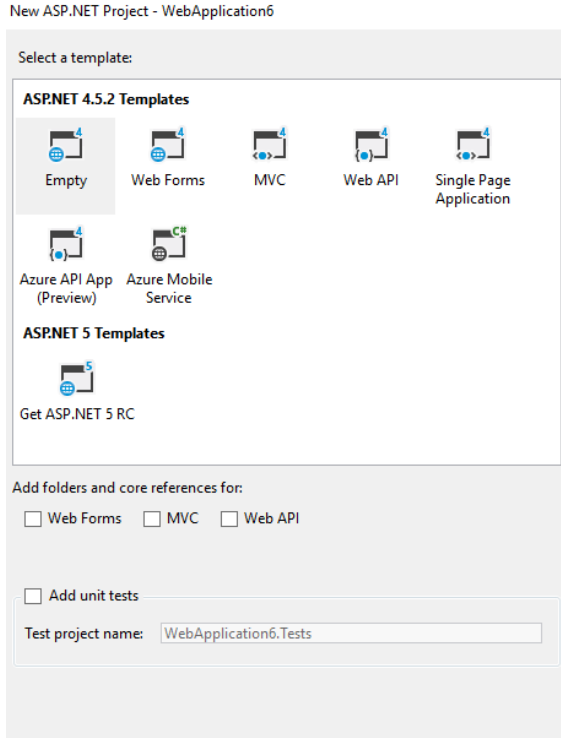 New ASP.NET Project - WebApplication6
Select a template:
ASP.NET 4.5.2 Templates
4 4 4 4 4
Empty Web Forms MVC Web API Single Page
Application
4 C#
Azure API App Azure Mobile
(Preview) Service
ASP.NET 5 Templates
5
Get ASP.NET 5 RC
Add folders and core references for:
Web Forms MVC Web API
Add unit tests
Test project name: WebApplication6.Tests